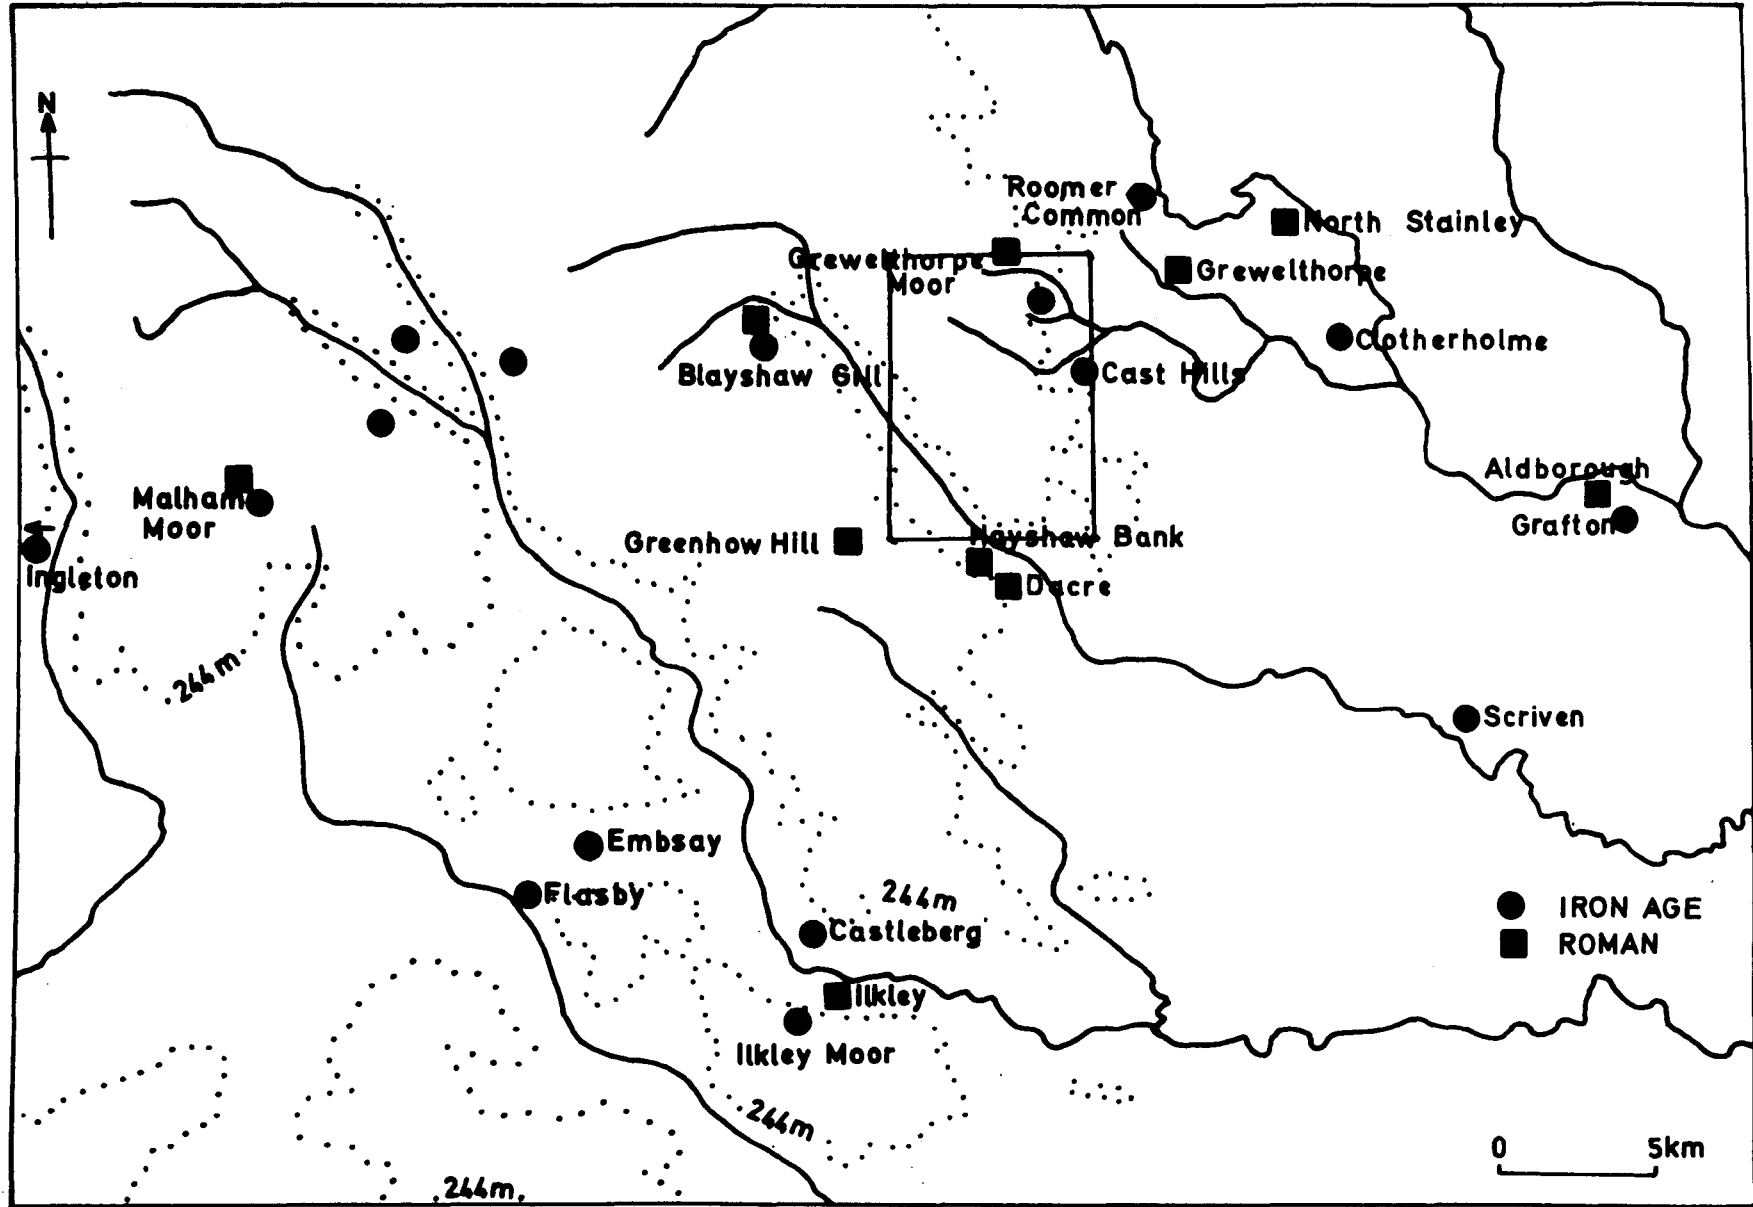 N
Roomer
Common
North Stainley
Grewelthorpe
Moor
Grewelthorpe
Clotherholme
Blayshaw Gill
Cast Hills
Aldborough
Grafton
Malham
Moor
Greenhow Hill
Hayshaw Bank
Dacre
Ingleton
244m
Scriven
Embsay
Flasby
244m
Castleberg
IRON AGE
ROMAN
Ilkley
Ilkley Moor
244m
0 5km
244m